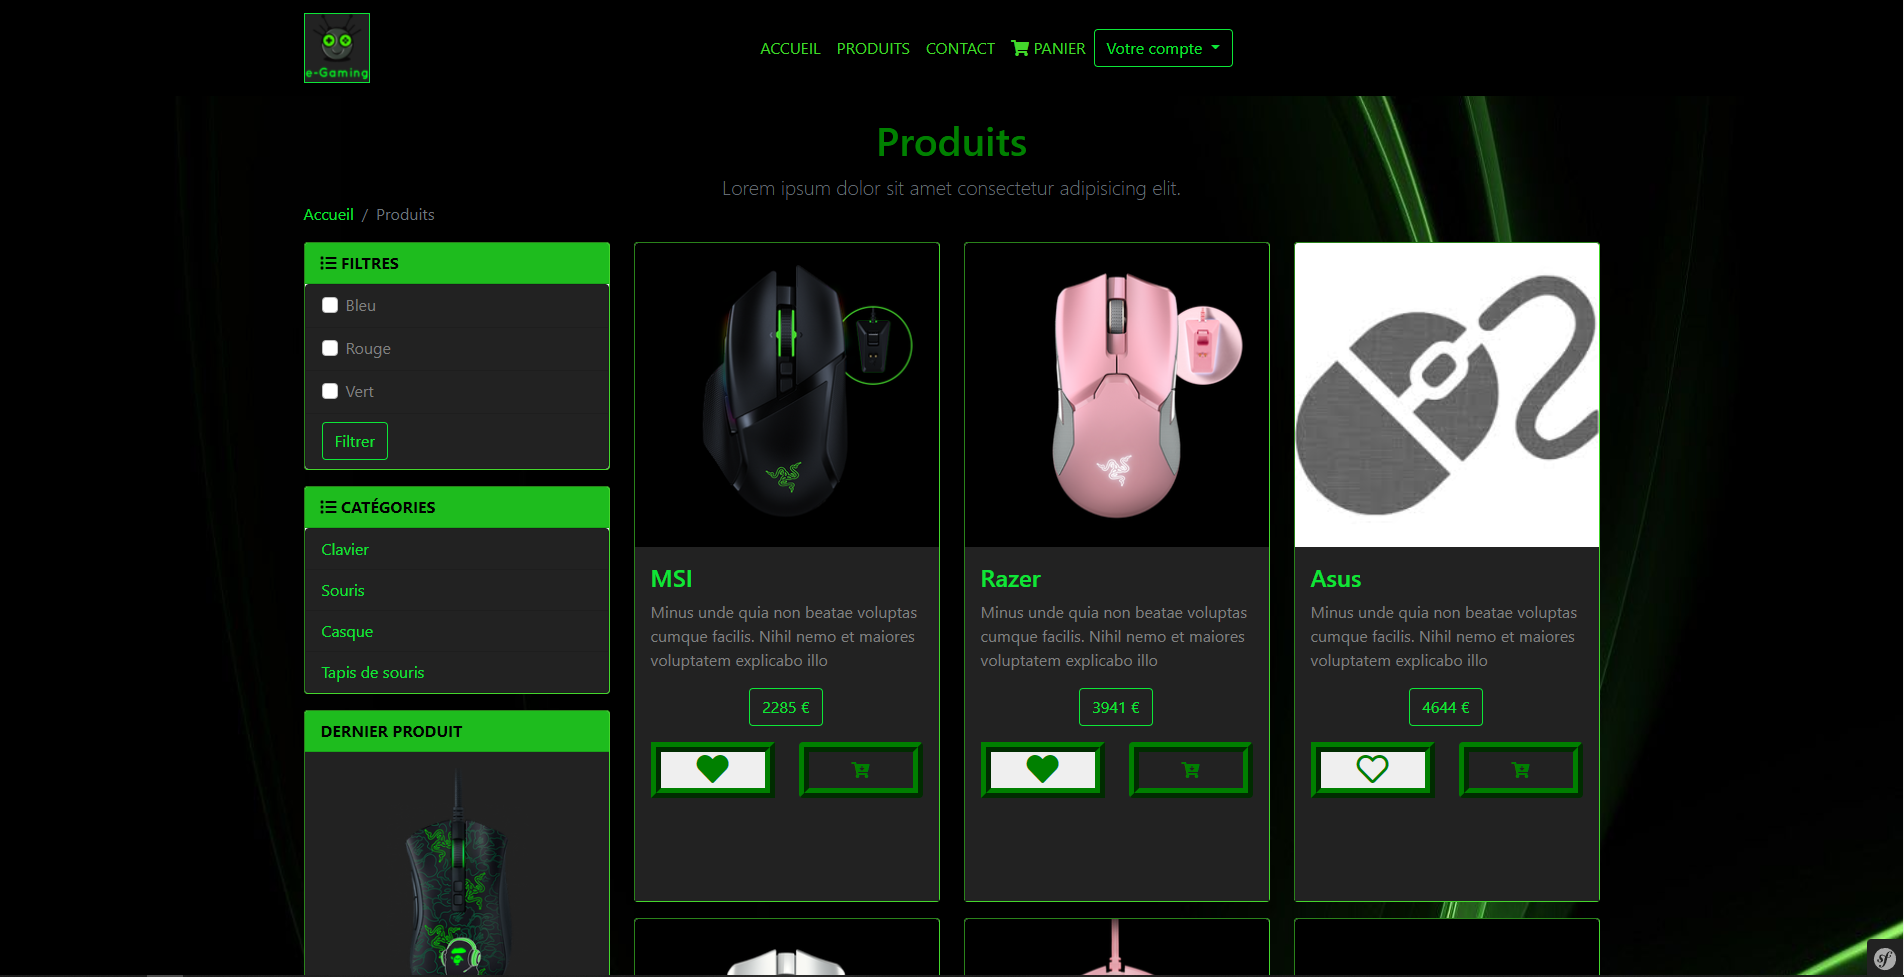 e-Gaming
ACCUEIL PRODUITS CONTACT PANIER Votre compte
Produits
Lorem ipsum dolor sit amet consectetur adipisicing elit.
Accueil / Produits
FILTRES
Bleu
Rouge
Vert
Filtrer
CATÉGORIES
Clavier
Souris
Casque
Tapis de souris
DERNIER PRODUIT
MSI
Minus unde quia non beatae voluptas
cumque facilis. Nihil nemo et maiores
voluptatem explicabo illo
2285 €
Razer
Minus unde quia non beatae voluptas
cumque facilis. Nihil nemo et maiores
voluptatem explicabo illo
3941 €
Asus
Minus unde quia non beatae voluptas
cumque facilis. Nihil nemo et maiores
voluptatem explicabo illo
4644 €
sf